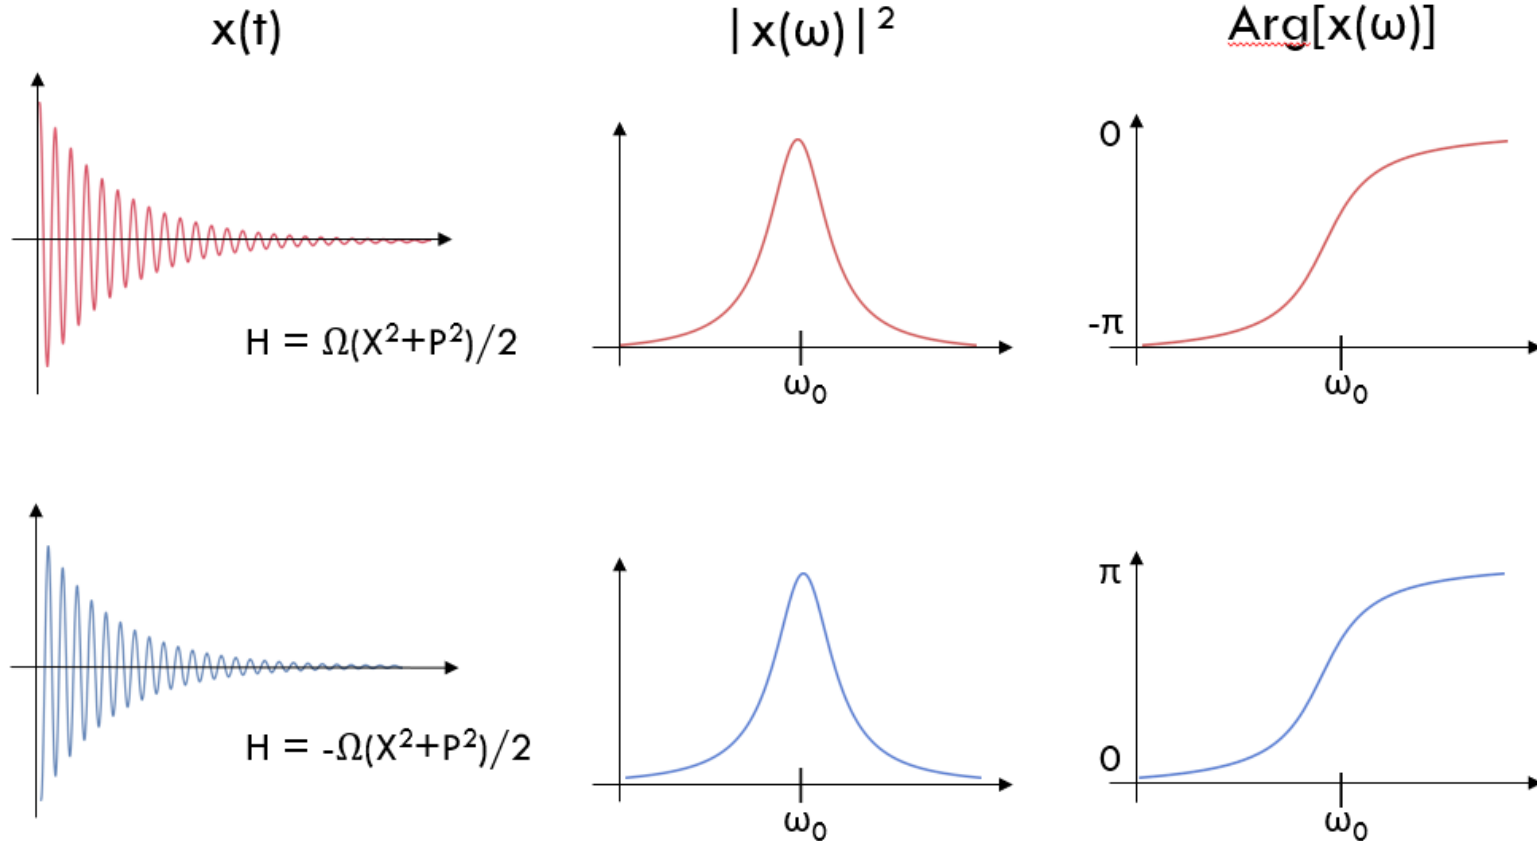 x(t)
|x(ω)|²
Arg[x(ω)]
0
-π
H = Ω(X²+P²)/2
ω₀
ω₀
π
0
H = -Ω(X²+P²)/2
ω₀
ω₀